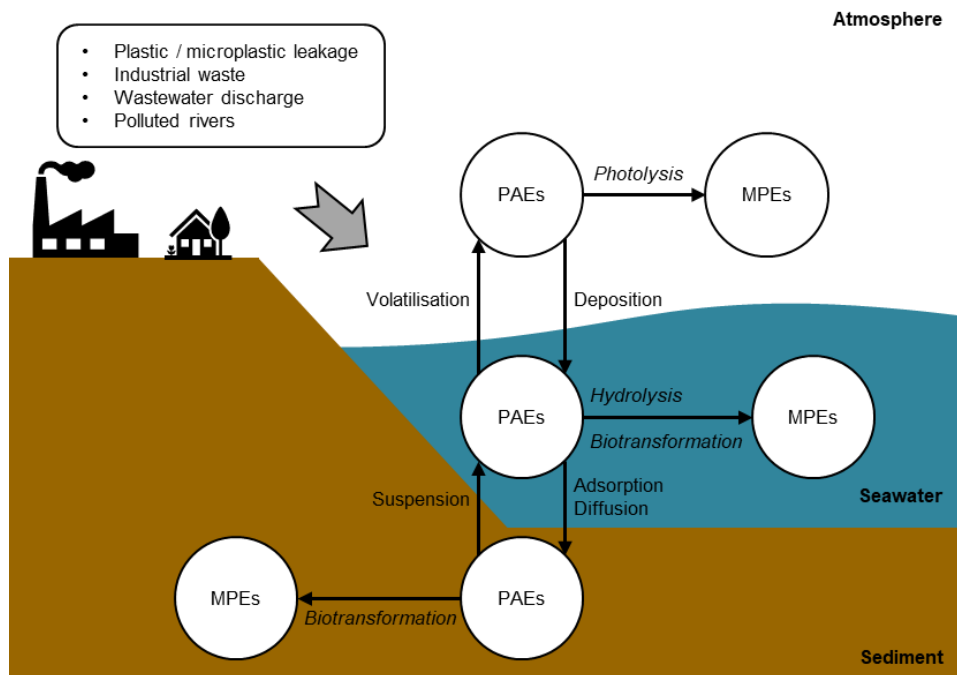 Atmosphere
• Plastic / microplastic leakage
• Industrial waste
• Wastewater discharge
• Polluted rivers
PAEs
Photolysis
MPEs
Volatilisation
Deposition
PAEs
Hydrolysis
Biotransformation
MPEs
Suspension
Adsorption
Diffusion
Seawater
MPEs
Biotransformation
PAEs
Sediment